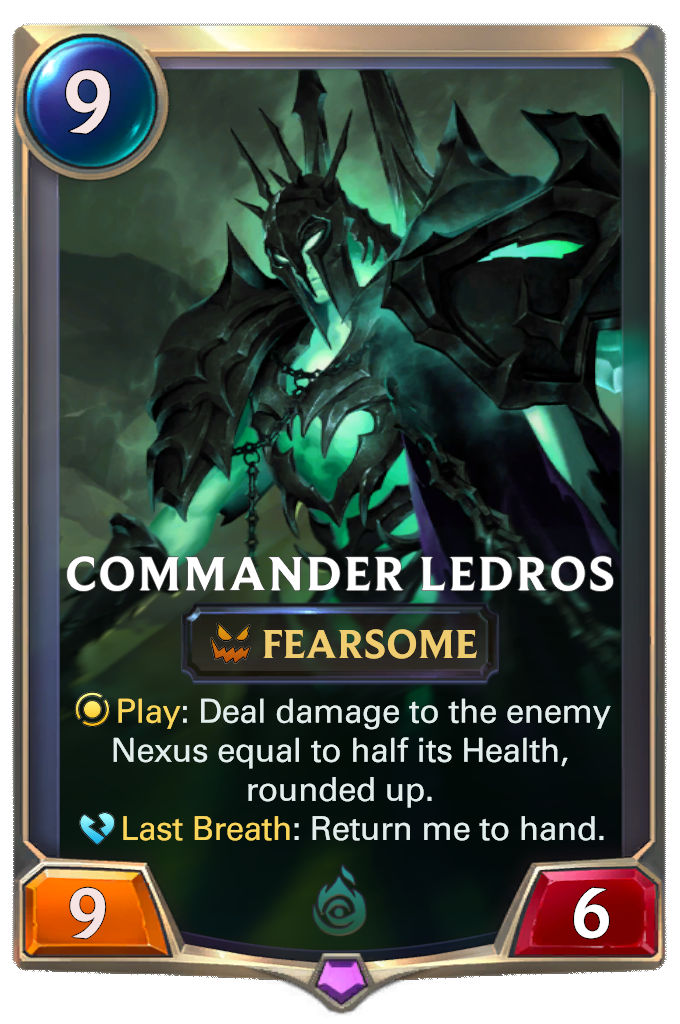 9
COMMANDER LEDROS
FEARSOME
Play: Deal damage to the enemy
Nexus equal to half its Health,
rounded up.
Last Breath: Return me to hand.
9
6